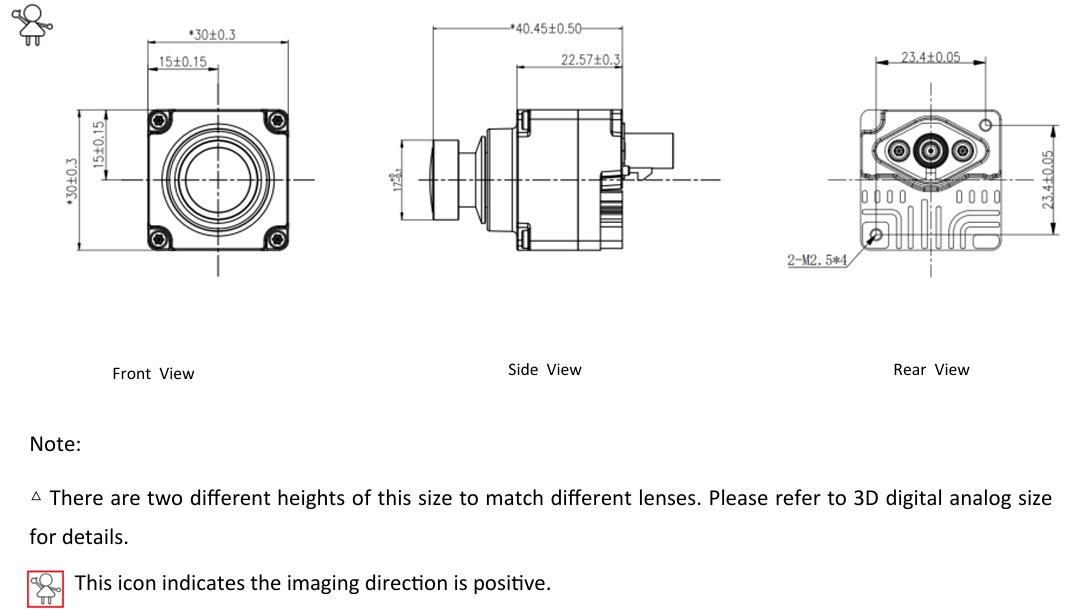 *30±0.3
15±0.15
*30±0.3
15±0.15
*40.45±0.50
22.57±0.3
23.4±0.05
23.4±0.05
2-M2.5*4
Front View
Side View
Rear View
Note:
△ There are two different heights of this size to match different lenses. Please refer to 3D digital analog size
for details.
This icon indicates the imaging direction is positive.